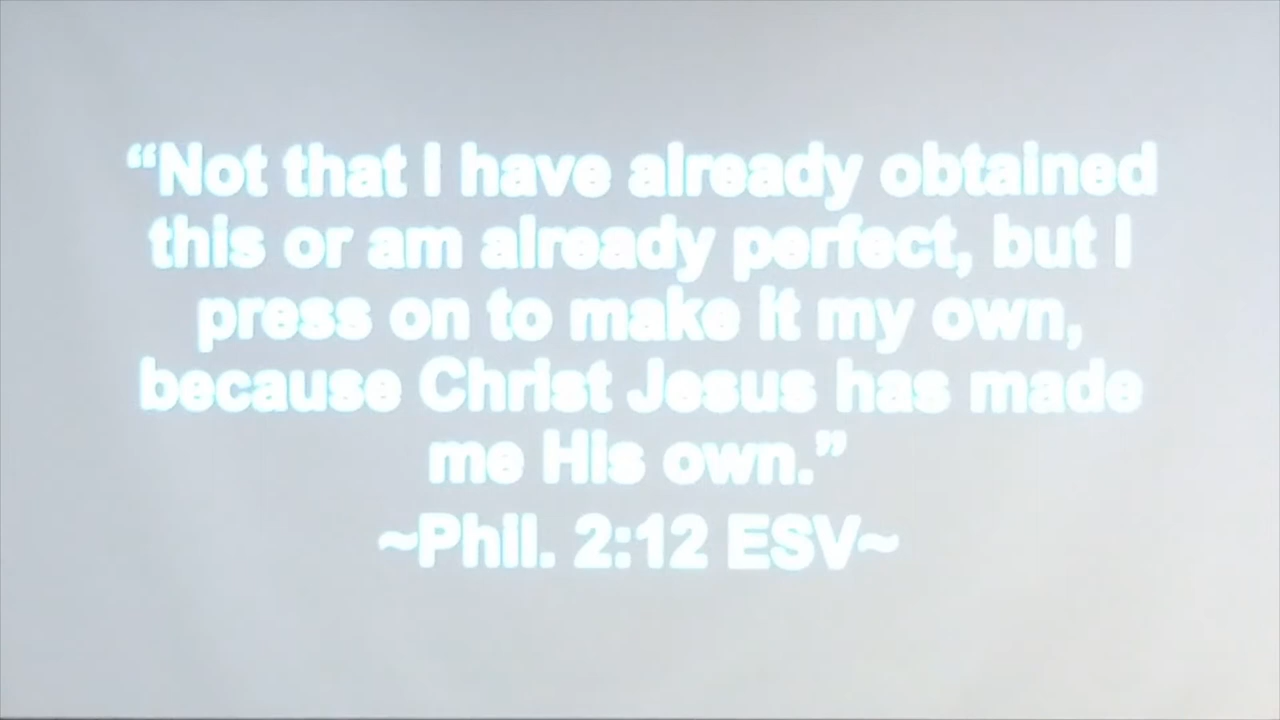 “Not that I have already obtained
this or am already perfect, but I
press on to make it my own,
because Christ Jesus has made
me His own.”
~Phil. 2:12 ESV~